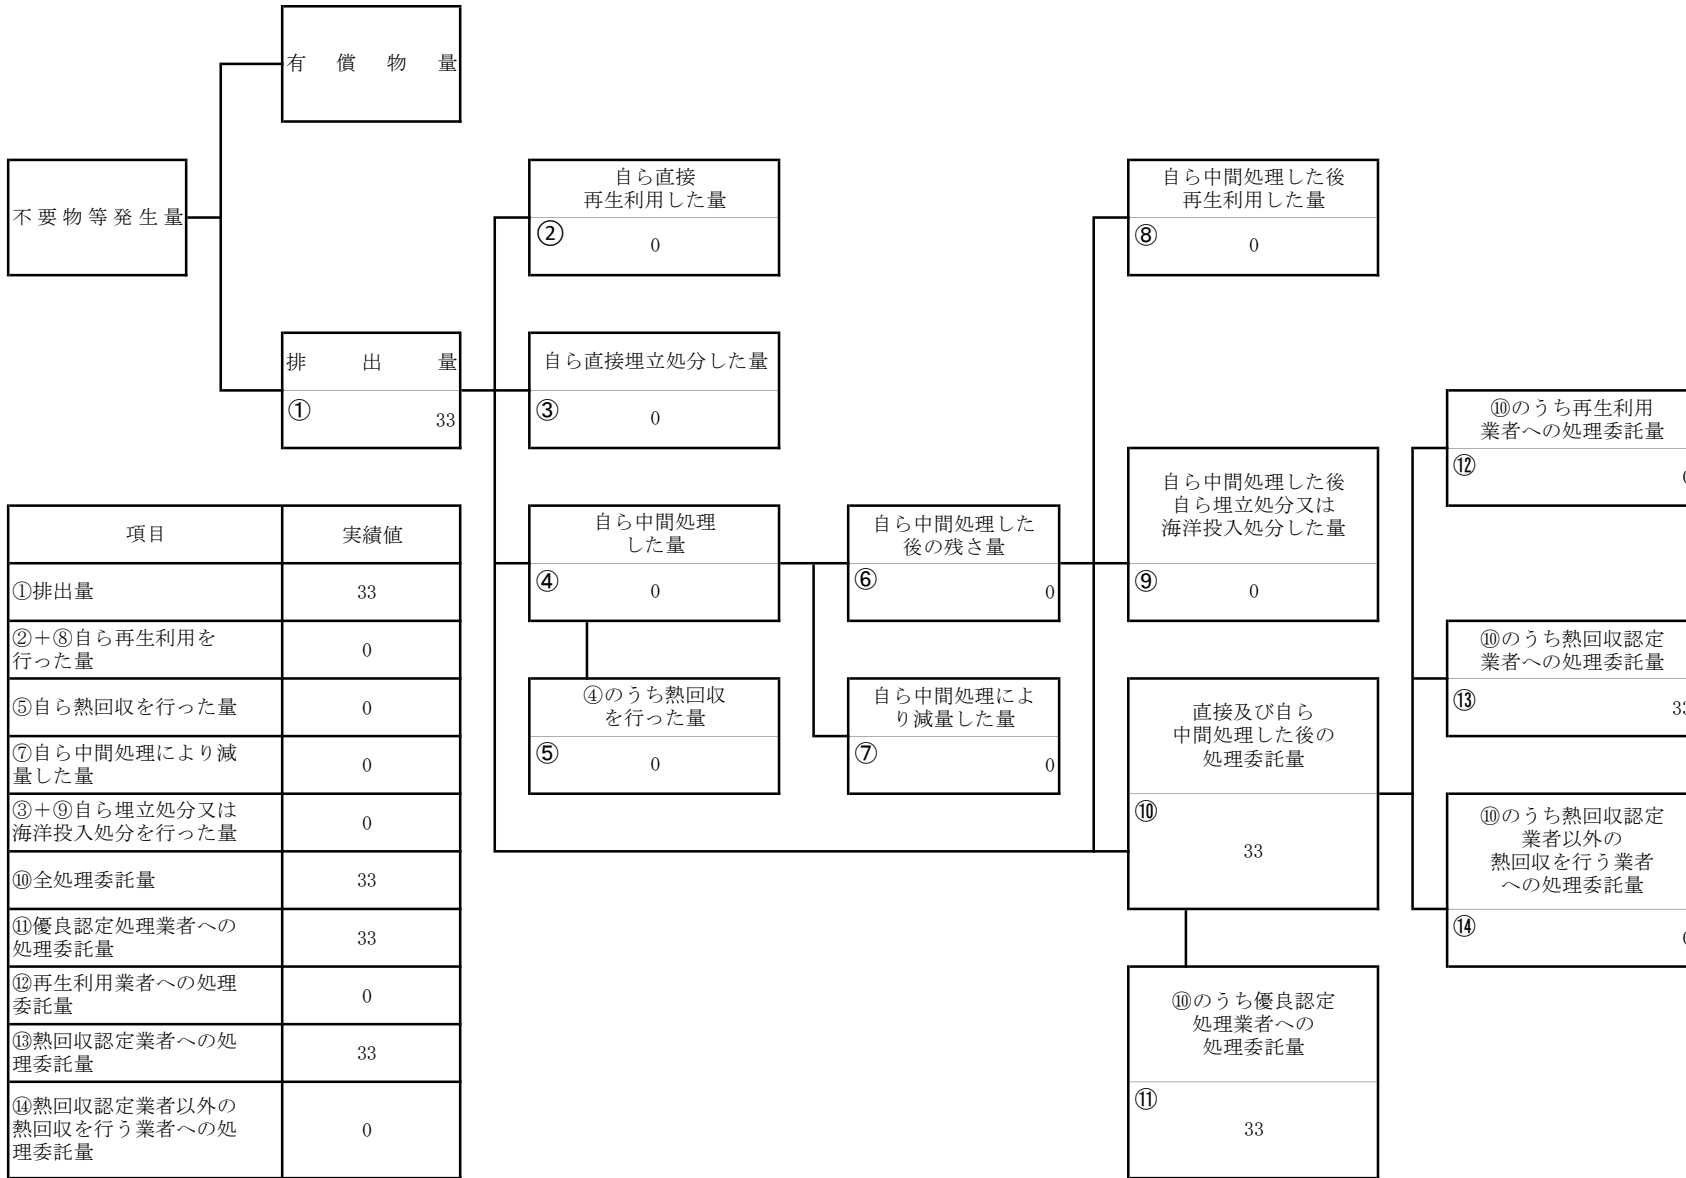 有償物量
不要物等発生量
排出量
①
33
自ら直接
再生利用した量
②
0
自ら直接埋立処分した量
③
0
自ら中間処理
した量
④
0
④のうち熱回収
を行った量
⑤
0
自ら中間処理した
後の残さ量
⑥
0
自ら中間処理によ
り減量した量
⑦
0
自ら中間処理した後
再生利用した量
⑧
0
自ら中間処理した後
自ら埋立処分又は
海洋投入処分した量
⑨
0
直接及び自ら
中間処理した後の
処理委託量
⑩
33
⑩のうち優良認定
処理業者への
処理委託量
⑪
33
⑩のうち再生利用
業者への処理委託量
⑫
0
⑩のうち熱回収認定
業者への処理委託量
⑬
33
⑩のうち熱回収認定
業者以外の
熱回収を行う業者
への処理委託量
⑭
0
項目 実績値
①排出量 33
②+⑧自ら再生利用を
行った量 0
⑤自ら熱回収を行った量 0
⑦自ら中間処理により減
量した量 0
③+⑨自ら埋立処分又は
海洋投入処分を行った量 0
⑩全処理委託量 33
⑪優良認定処理業者への
処理委託量 33
⑫再生利用業者への処理
委託量 0
⑬熱回収認定業者への処
理委託量 33
⑭熱回収認定業者以外の
熱回収を行う業者への処
理委託量 0